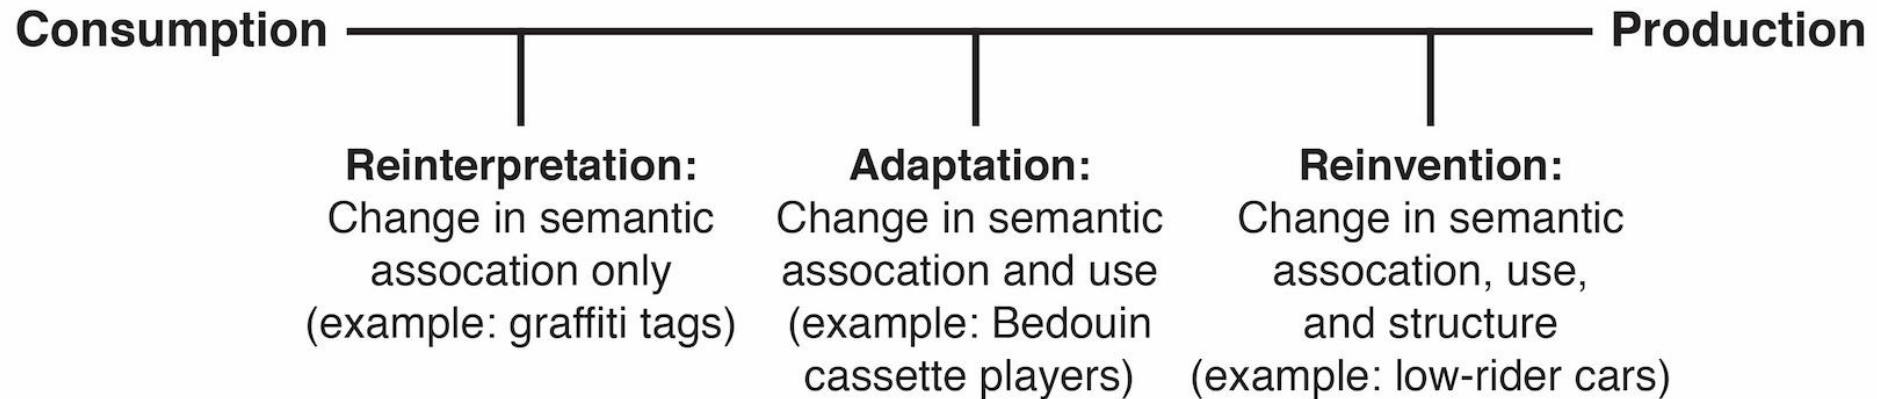 Consumption
Production
Reinterpretation:
Change in semantic
assocation only
(example: graffiti tags)
Adaptation:
Change in semantic
assocation and use
(example: Bedouin
cassette players)
Reinvention:
Change in semantic
assocation, use,
and structure
(example: low-rider cars)